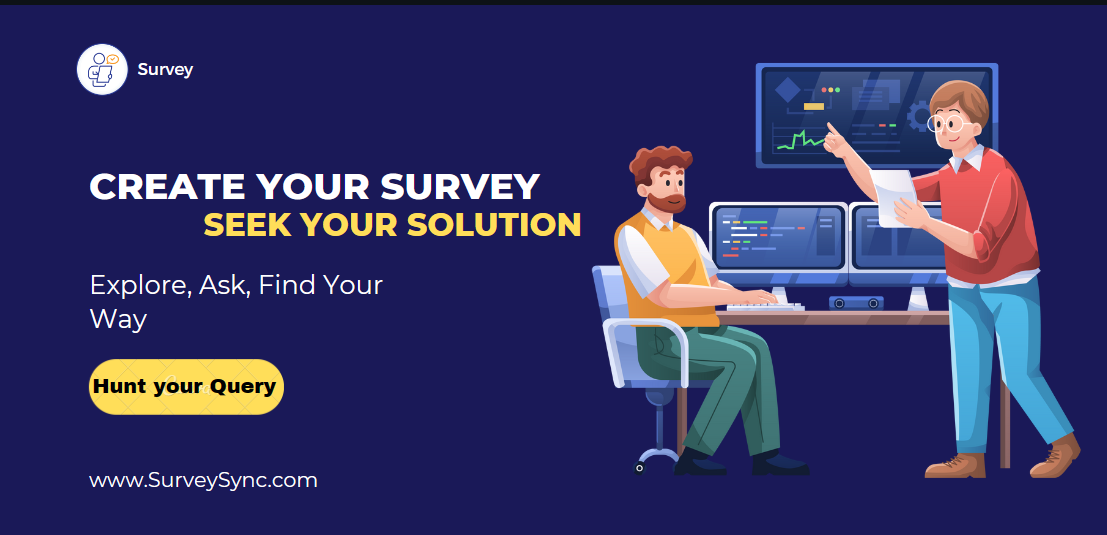 Survey
CREATE YOUR SURVEY
SEEK YOUR SOLUTION
Explore, Ask, Find Your
Way
Hunt your Query
www.SurveySync.com